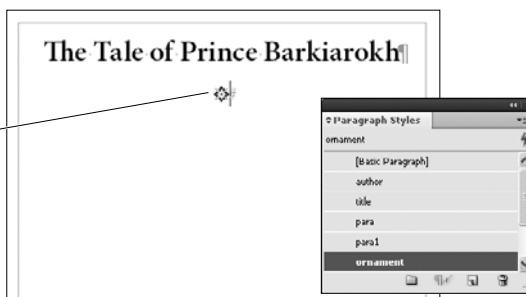 The Tale of Prince Barkiarokh¶
#
Paragraph Styles
ornament
[Basic Paragraph]
author
title
para
para1
ornament